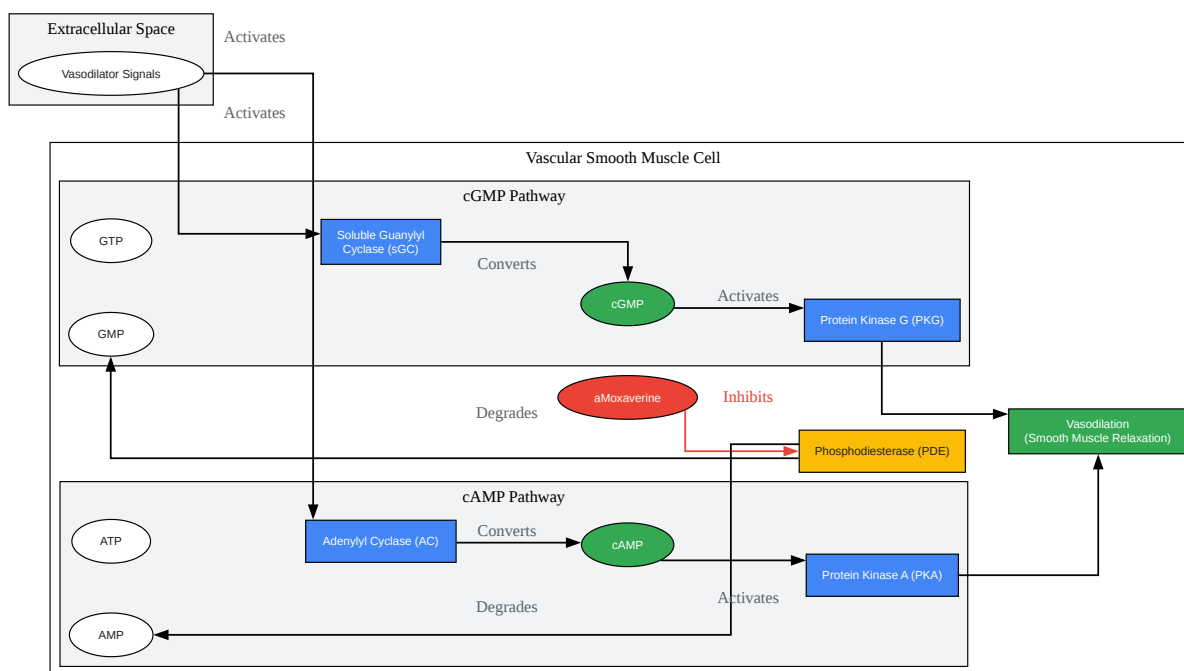 Extracellular Space
Activates
Vasodilator Signals
Activates
Vascular Smooth Muscle Cell
cGMP Pathway
GTP
Soluble Guanylyl
Cyclase (sGC)
Converts
cGMP
Activates
Protein Kinase G (PKG)
GMP
aMoxaverine
Inhibits
Degrades
Vasodilation
(Smooth Muscle Relaxation)
Phosphodiesterase (PDE)
cAMP Pathway
ATP
Adenylyl Cyclase (AC)
Converts
cAMP
Protein Kinase A (PKA)
Degrades
Activates
AMP